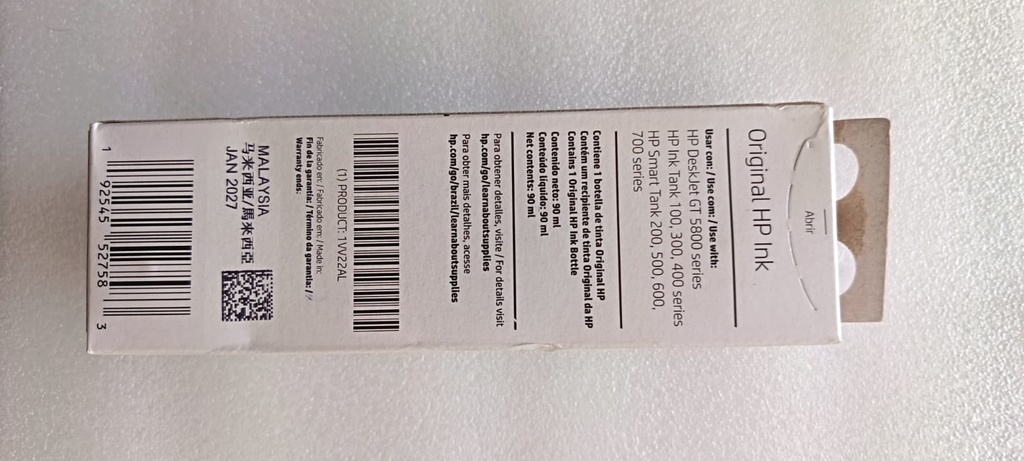 Abrir
Original HP Ink
Usar con: / Use com: / Use with:
HP DeskJet GT 5800 series
HP Ink Tank 100, 300, 400 series
HP Smart Tank 200, 500, 600,
700 series
Contiene 1 botella de tinta Original HP
Contém um recipiente de tinta Original da HP
Contains 1 Original HP Ink Bottle
Contenido neto: 90 ml
Conteúdo líquido: 90 ml
Net contents: 90 ml
Para obtener detalles, visite / For details visit
hp.com/go/learnaboutsupplies
Para obter mais detalhes, acesse
hp.com/go/brazil/learnaboutsupplies
(1) PRODUCT: 1VV22AL
Fabricado en: / Fabricado em: / Made in:
Fin de la garantía: / Término da garantia: /
Warranty ends:
MALAYSIA
马来西亚/馬來西亞
JAN 2027
1 92545 52758 3